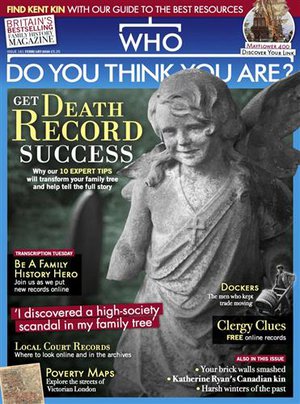 FIND KENT KIN WITH OUR GUIDE TO THE BEST RESOURCES
BRITAIN'S
BESTSELLING
FAMILY HISTORY
MAGAZINE
MAYFLOWER 400
DISCOVER YOUR LINK
WHO
DO YOU THINK YOU ARE?
GET DEATH
RECORD
SUCCESS
Why our 10 EXPERT TIPS
will transform your family tree
and help tell the full story
TRANSCRIPTION TUESDAY
BE A FAMILY
HISTORY HERO
Join us as we put
new records online
'I discovered a high-society
scandal in my family tree'
LOCAL COURT RECORDS
Where to look online and in the archives
POVERTY MAPS
Explore the streets of
Victorian London
DOCKERS
The men who kept
trade moving
Clergy Clues
FREE online records
ALSO IN THIS ISSUE
• Your brick walls smashed
• Katherine Ryan's Canadian kin
• Harsh winters of the past